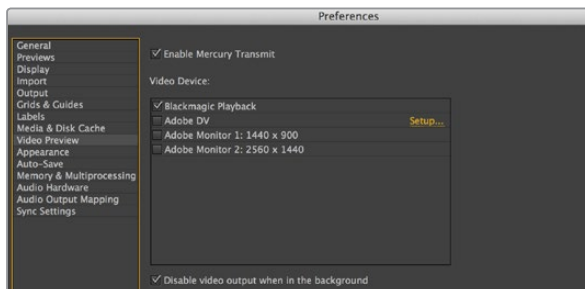 Preferences
General
Previews
Display
Import
Output
Grids & Guides
Labels
Media & Disk Cache
Video Preview
Appearance
Auto-Save
Memory & Multiprocessing
Audio Hardware
Audio Output Mapping
Sync Settings
Enable Mercury Transmit
Video Device:
Blackmagic Playback
Adobe DV Setup...
Adobe Monitor 1: 1440 x 900
Adobe Monitor 2: 2560 x 1440
Disable video output when in the background